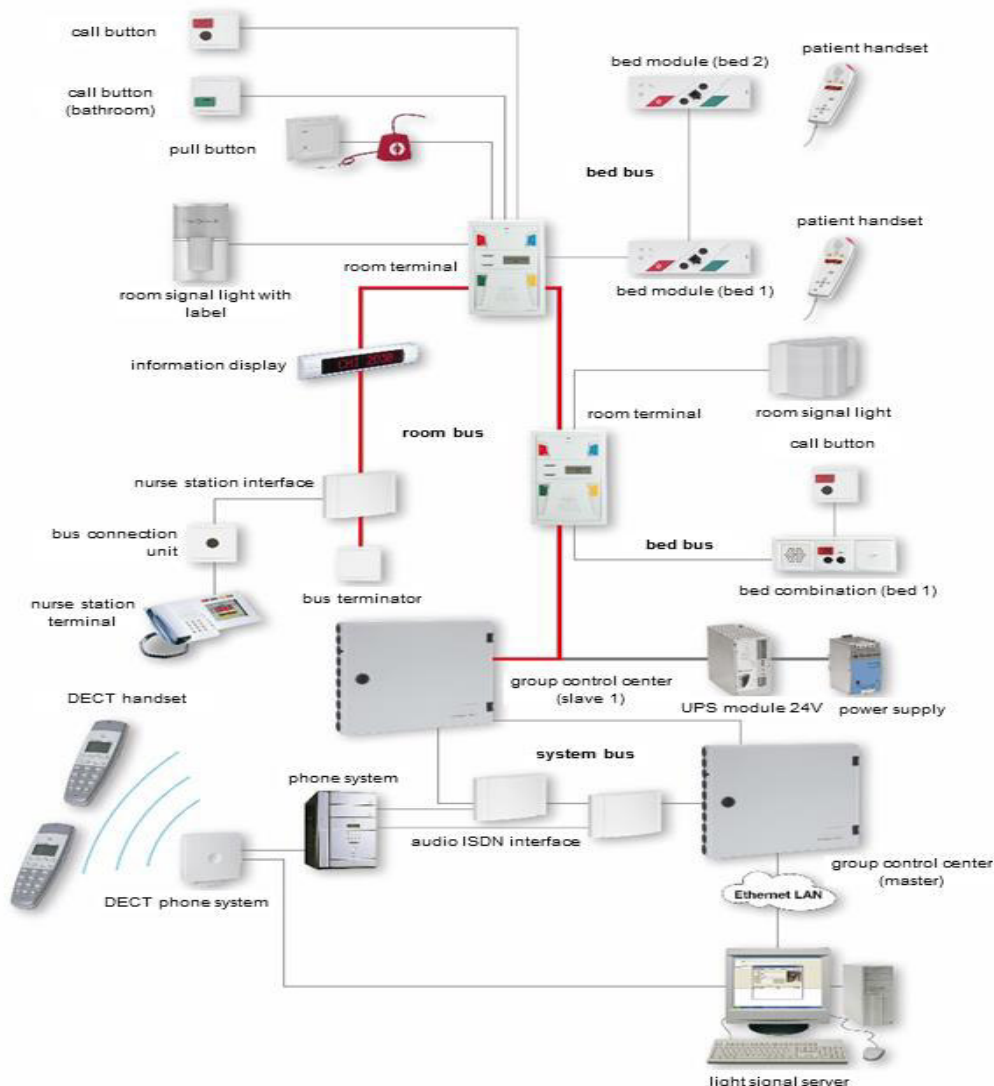 call button
bed module (bed 2)
patient handset
call button
(bathroom)
pull button
bed bus
patient handset
room terminal
bed module (bed 1)
room signal light with
label
information display
room terminal
room signal light
room bus
call button
nurse station interface
bus connection
unit
bed bus
bus terminator
bed combination (bed 1)
nurse station
terminal
group control center
(slave 1)
UPS module 24V
power supply
DECT handset
system bus
phone system
audio ISDN interface
group control center
(master)
DECT phone system
Ethernet LAN
light signal server